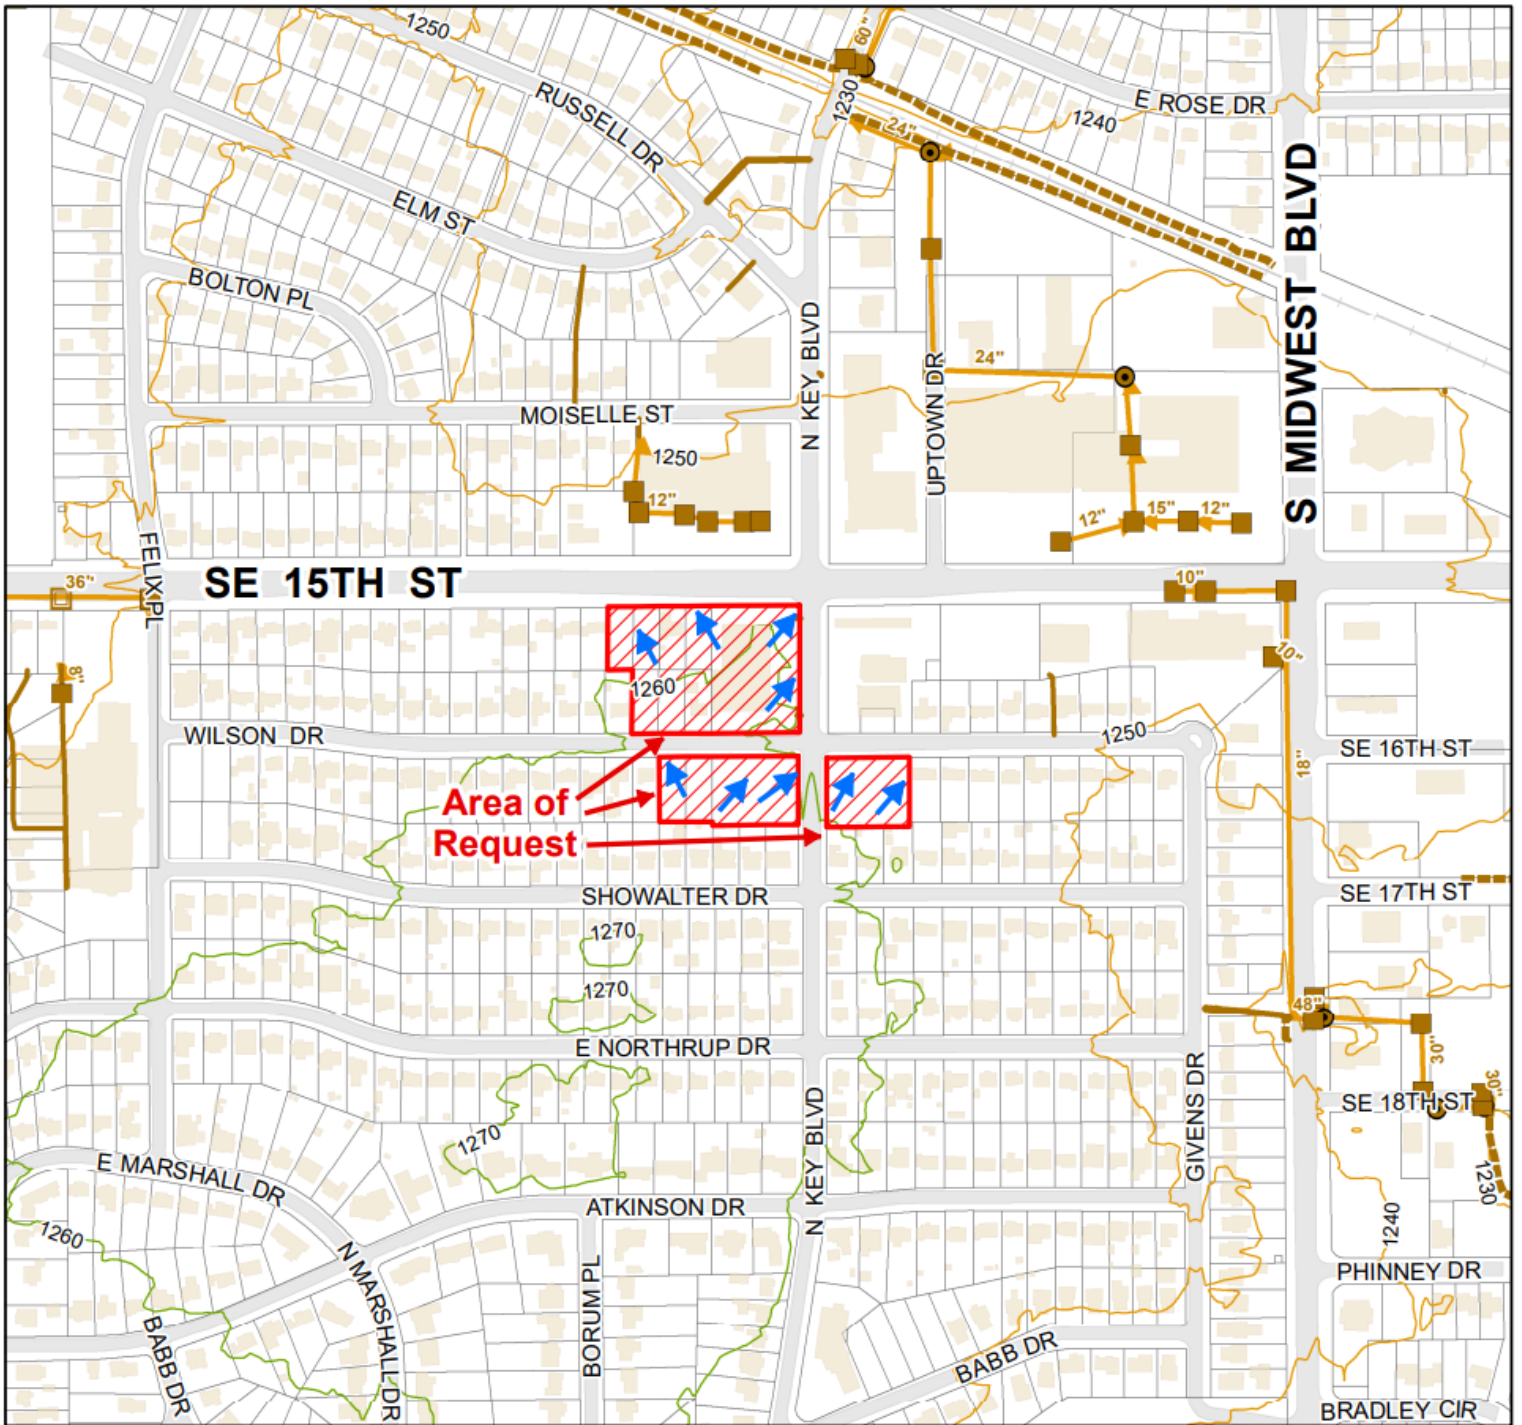 1250
60"
RUSSELL DR
1230
E ROSE DR
1240
24"
ELM ST
S MIDWEST BLVD
BOLTON PL
N KEY BLVD
UPTOWN DR
24"
MOISELLE ST
1250
12"
12"
15"
12"
FELIX PL
36"
SE 15TH ST
10"
8"
1260
10"
WILSON DR
1250
SE 16TH ST
18"
Area of
Request
SHOWALTER DR
SE 17TH ST
1270
1270
48"
E NORTHRUP DR
30"
30"
GIVENS DR
SE 18TH ST
N KEY BLVD
1270
E MARSHALL DR
1230
ATKINSON DR
1240
1260
N MARSHALL DR
BORUM PL
PHINNEY DR
BABB DR
BABB DR
BRADLEY CIR